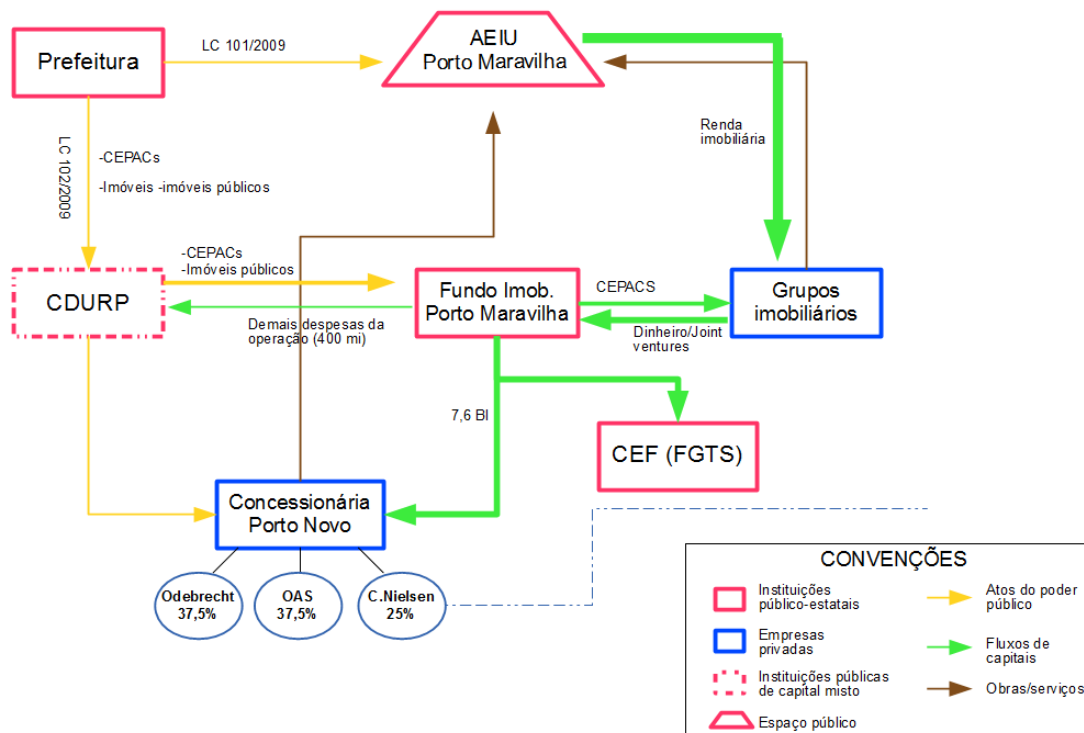 AEIU
Porto Maravilha
Prefeitura
LC 101/2009
Renda
imobiliária
LC 102/2009
-CEPACs
-Imóveis -imóveis públicos
CDURP
-CEPACs
-Imóveis públicos
Demais despesas da
operação (400 mi)
Fundo Imob.
Porto Maravilha
CEPACS
Dinheiro/Joint
ventures
Grupos
imobiliários
7,6 BI
CEF (FGTS)
Concessionária
Porto Novo
Odebrecht
37,5%
OAS
37,5%
C.Nielsen
25%
CONVENÇÕES
Instituições
público-estatais
Atos do poder
público
Empresas
privadas
Fluxos de
capitais
Instituições públicas
de capital misto
Obras/serviços
Espaço público